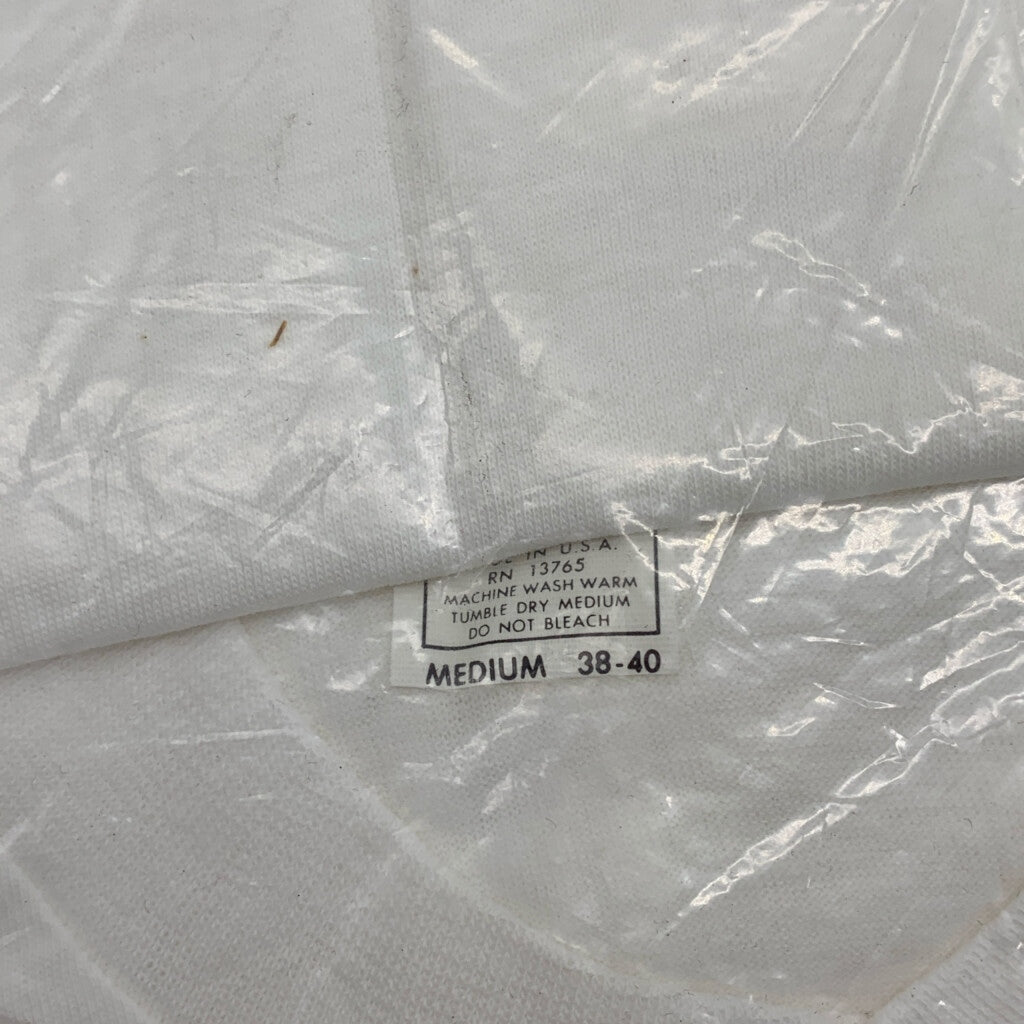 IN U.S.A.
RN 13765
MACHINE WASH WARM
TUMBLE DRY MEDIUM
DO NOT BLEACH
MEDIUM 38-40